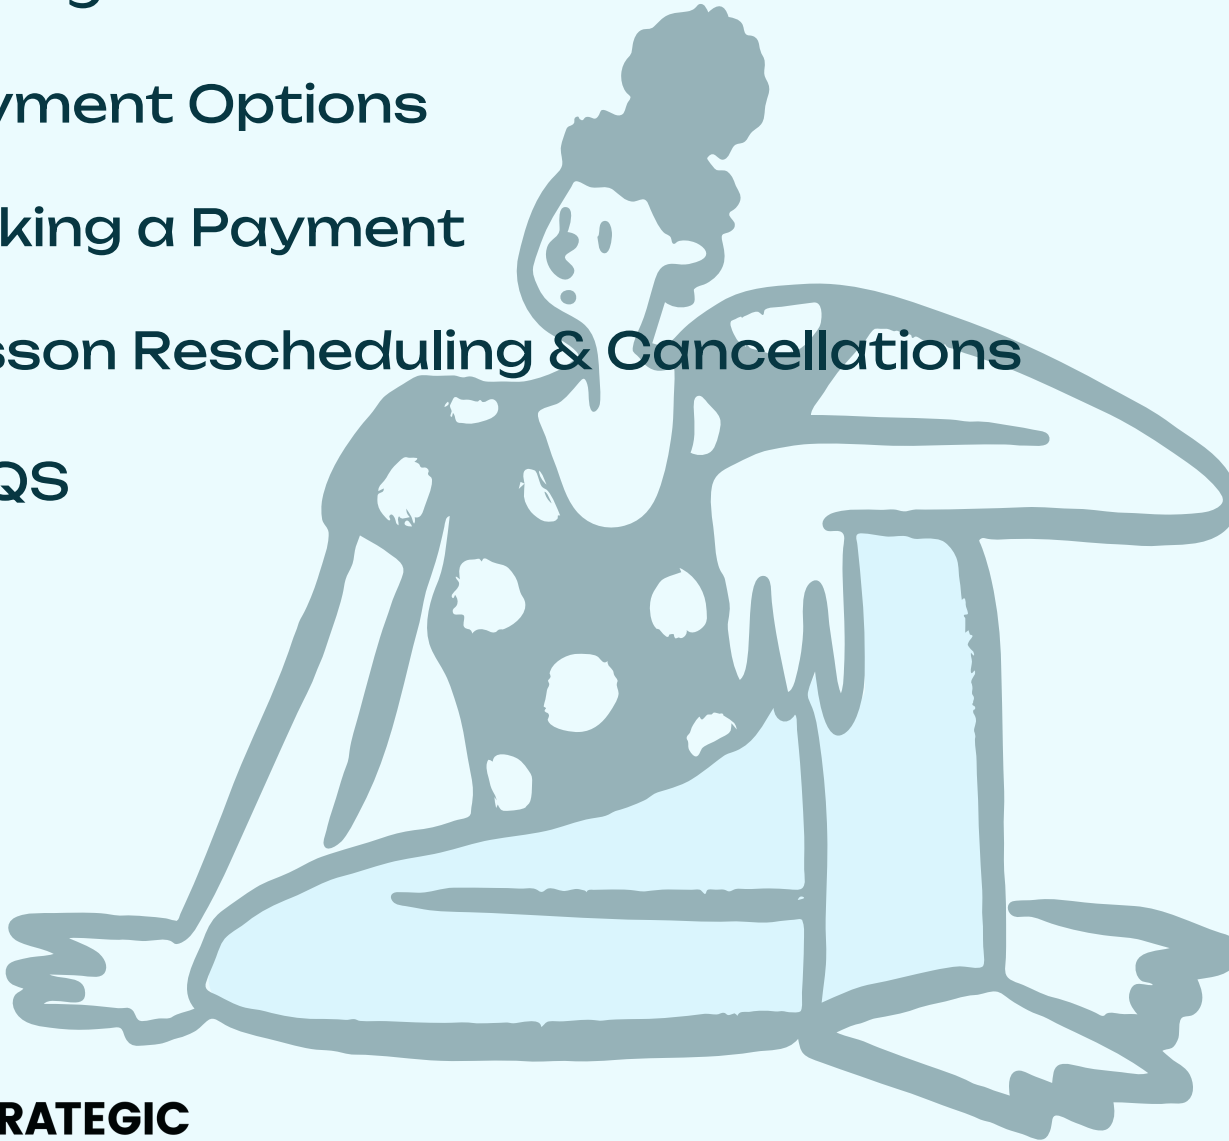 g
yment Options
king a Payment
sson Rescheduling & Cancellations
QS
RATEGIC